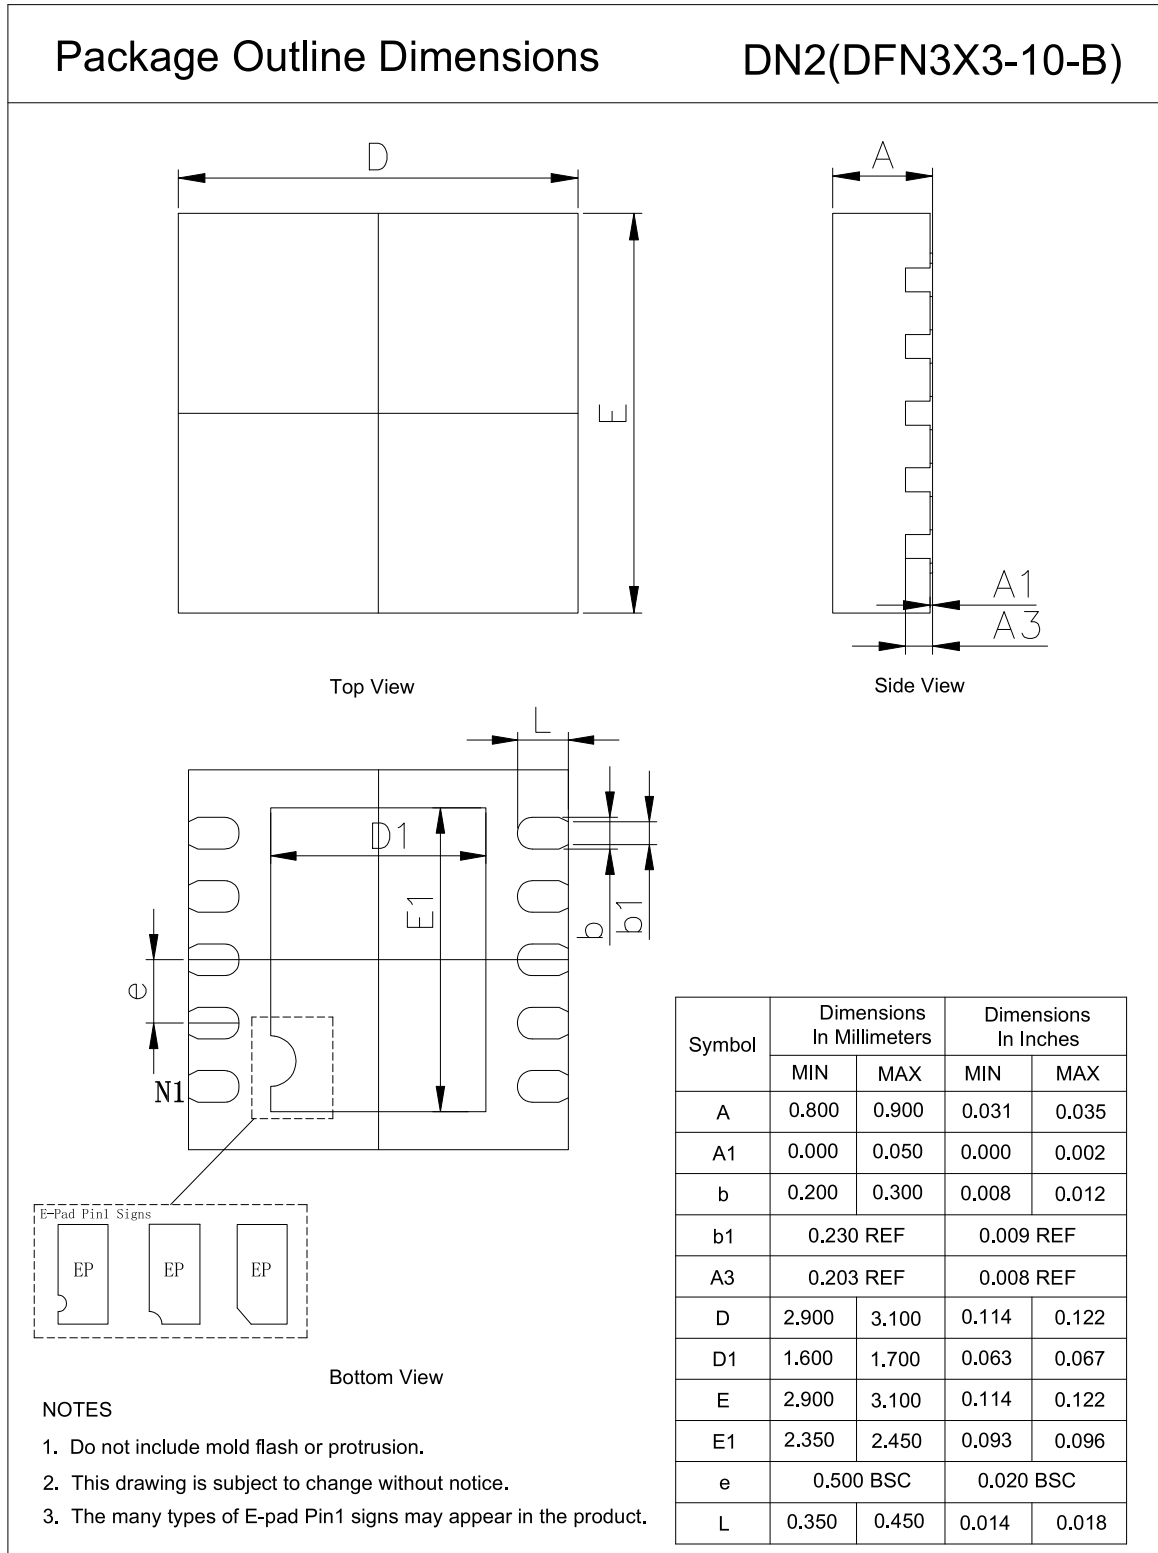 Package Outline Dimensions DN2(DFN3X3-10-B)
D
A
E
A1
A3
Top View
Side View
L
D1
E1
b
b1
e
N1
E-Pad Pin1 Signs
EP EP EP
Bottom View
Symbol Dimensions In Millimeters Dimensions In Inches
MIN MAX MIN MAX
A 0.800 0.900 0.031 0.035
A1 0.000 0.050 0.000 0.002
b 0.200 0.300 0.008 0.012
b1 0.230 REF 0.009 REF
A3 0.203 REF 0.008 REF
D 2.900 3.100 0.114 0.122
D1 1.600 1.700 0.063 0.067
E 2.900 3.100 0.114 0.122
E1 2.350 2.450 0.093 0.096
e 0.500 BSC 0.020 BSC
L 0.350 0.450 0.014 0.018
NOTES
1. Do not include mold flash or protrusion.
2. This drawing is subject to change without notice.
3. The many types of E-pad Pin1 signs may appear in the product.